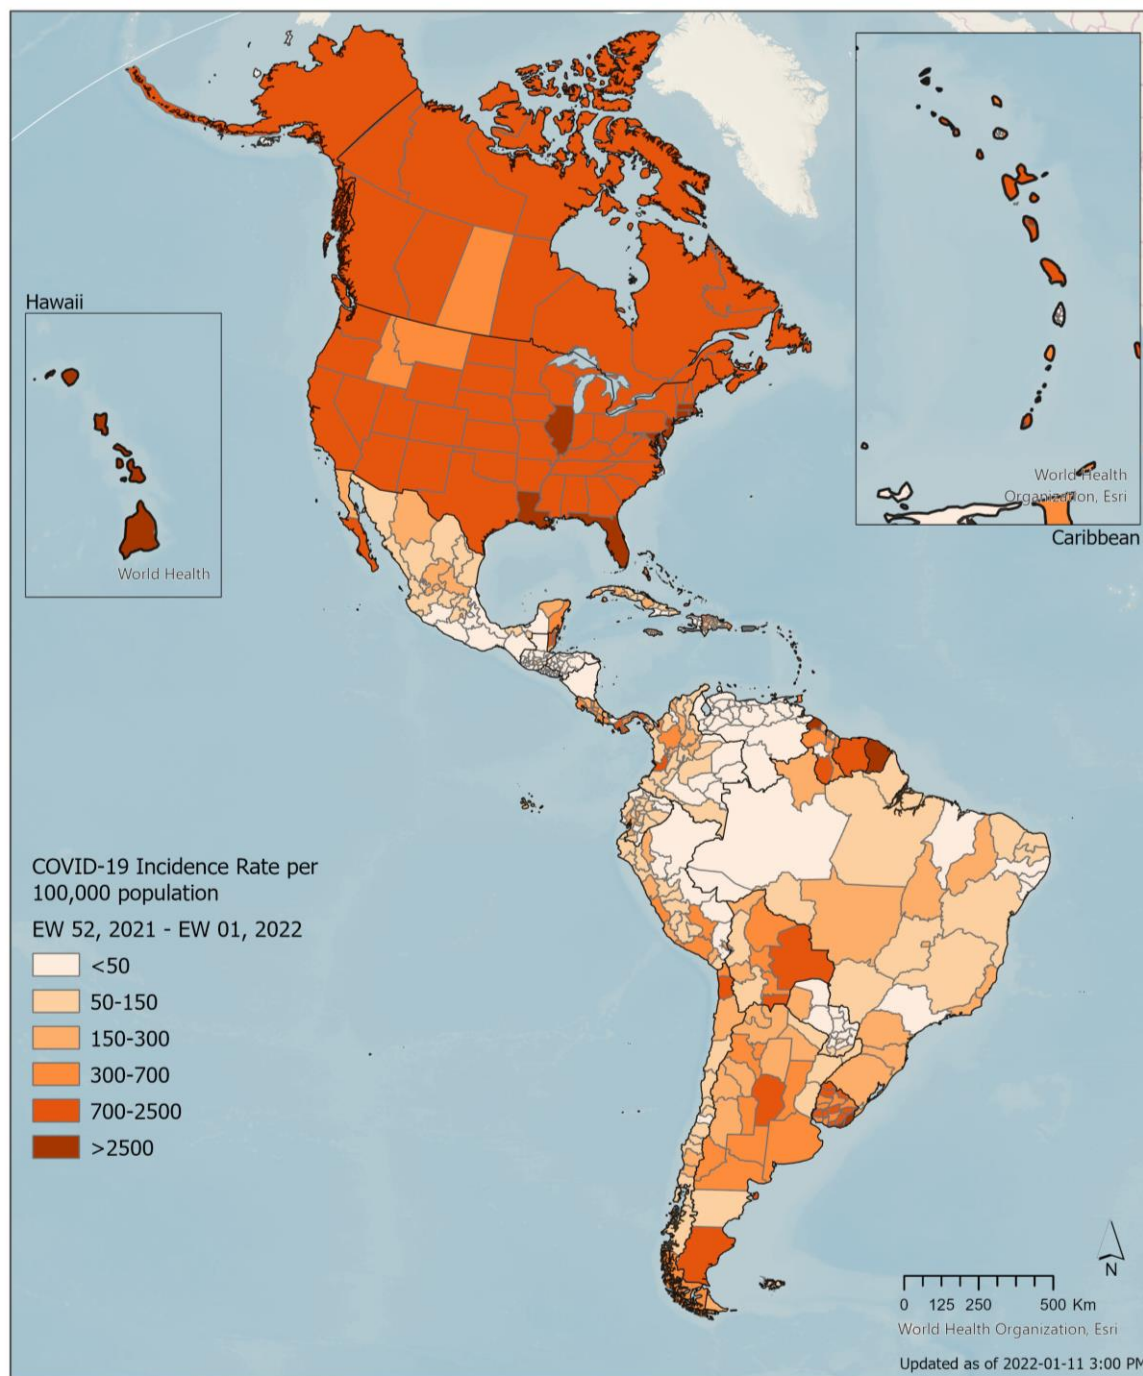 Hawaii
World Health
World Health
Organization, Esri
Caribbean
COVID-19 Incidence Rate per
100,000 population
EW 52, 2021 - EW 01, 2022
<50
50-150
150-300
300-700
700-2500
>2500
N
0 125 250 500 Km
World Health Organization, Esri
Updated as of 2022-01-11 3:00 PM